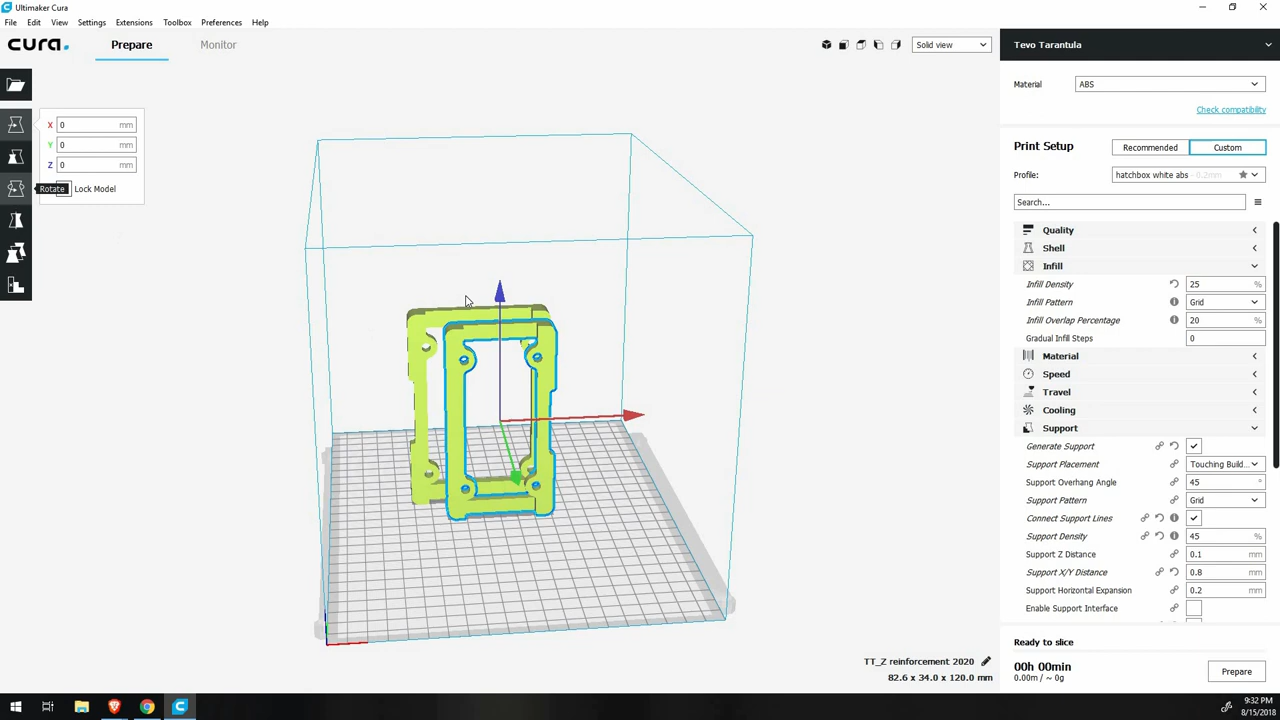 Ultimaker Cura
File Edit View Settings Extensions Toolbox Preferences Help
cura. Prepare Monitor
Solid view
Tevo Tarantula
Material ABS
Check compatibility
X 0 mm
Y 0 mm
Z 0 mm
Rotate Lock Model
Print Setup Recommended Custom
Profile: hatchbox white abs - 0.2mm
Search...
Quality
Shell
Infill
Infill Density 25 %
Infill Pattern Grid
Infill Overlap Percentage 20 %
Gradual Infill Steps 0
Material
Speed
Travel
Cooling
Support
Generate Support
Support Placement Touching Build...
Support Overhang Angle 45 °
Support Pattern Grid
Connect Support Lines
Support Density 45 %
Support Z Distance 0.1 mm
Support X/Y Distance 0.8 mm
Support Horizontal Expansion 0.2 mm
Enable Support Interface
Ready to slice
00h 00min
0.00m / ~ 0g
Prepare
TT_Z reinforcement 2020
82.6 x 34.0 x 120.0 mm
9:32 PM
8/15/2018